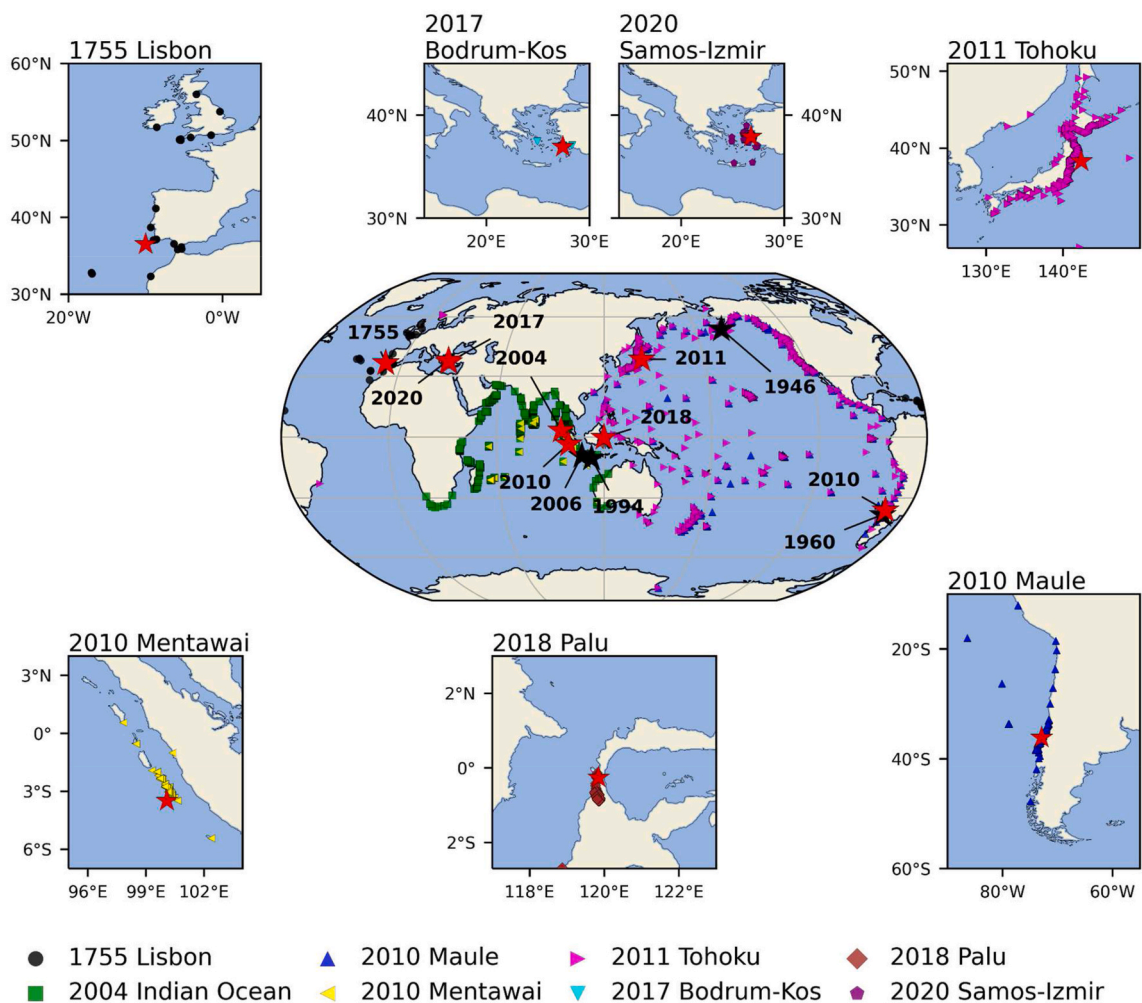 1755 Lisbon
60°N
50°N
40°N
30°N
20°W
0°W
2017
Bodrum-Kos
40°N
30°N
20°E
30°E
2020
Samos-Izmir
40°N
30°N
20°E
30°E
2011 Tohoku
50°N
40°N
30°N
130°E
140°E
1755
2017
2004
2020
2011
1946
2018
2010
2006
1994
2010
1960
2010 Mentawai
3°N
0°
3°S
6°S
96°E
99°E
102°E
2018 Palu
2°N
0°
2°S
118°E
120°E
122°E
2010 Maule
20°S
40°S
60°S
80°W
60°W
1755 Lisbon
2010 Maule
2011 Tohoku
2018 Palu
2004 Indian Ocean
2010 Mentawai
2017 Bodrum-Kos
2020 Samos-Izmir